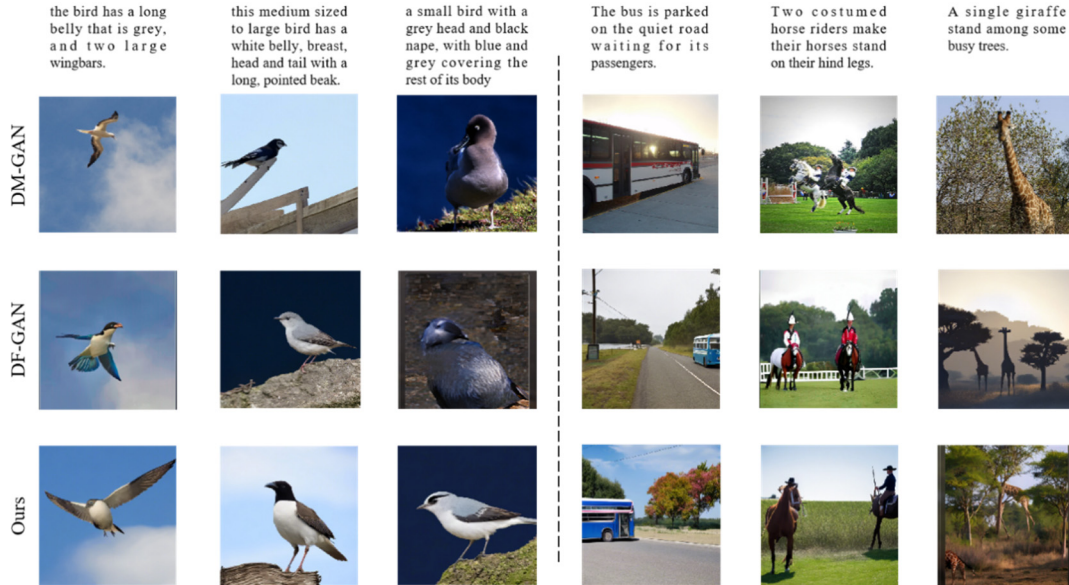 the bird has a long
belly that is grey,
and two large
wingbars.
this medium sized
to large bird has a
white belly, breast,
head and tail with a
long, pointed beak.
a small bird with a
grey head and black
nape, with blue and
grey covering the
rest of its body
The bus is parked
on the quiet road
waiting for its
passengers.
Two costumed
horse riders make
their horses stand
on their hind legs.
A single giraffe
stand among some
busy trees.
DM-GAN
DF-GAN
Ours